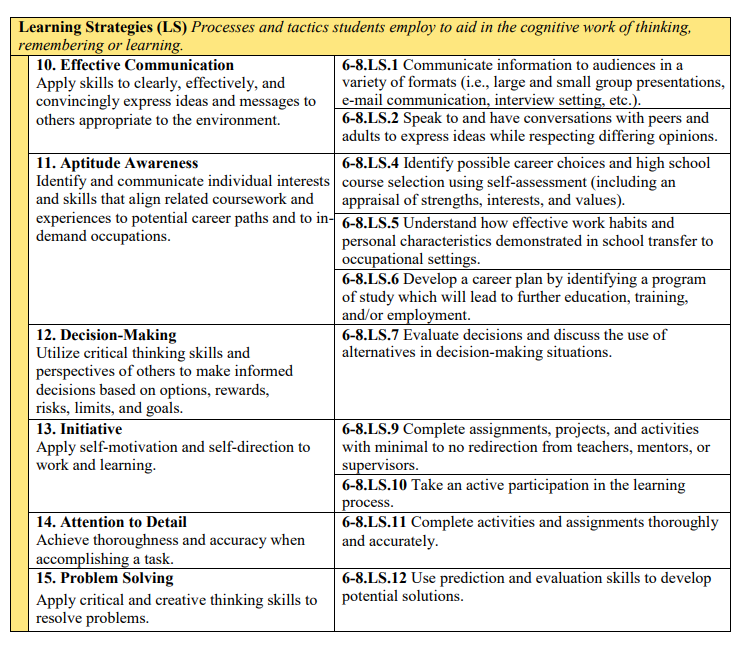 Learning Strategies (LS) Processes and tactics students employ to aid in the cognitive work of thinking,
remembering or learning.
10. Effective Communication
Apply skills to clearly, effectively, and
convincingly express ideas and messages to
others appropriate to the environment.
6-8.LS.1 Communicate information to audiences in a
variety of formats (i.e., large and small group presentations,
e-mail communication, interview setting, etc.).
6-8.LS.2 Speak to and have conversations with peers and
adults to express ideas while respecting differing opinions.
11. Aptitude Awareness
Identify and communicate individual interests
and skills that align related coursework and
experiences to potential career paths and to in-
demand occupations.
6-8.LS.4 Identify possible career choices and high school
course selection using self-assessment (including an
appraisal of strengths, interests, and values).
6-8.LS.5 Understand how effective work habits and
personal characteristics demonstrated in school transfer to
occupational settings.
6-8.LS.6 Develop a career plan by identifying a program
of study which will lead to further education, training,
and/or employment.
12. Decision-Making
Utilize critical thinking skills and
perspectives of others to make informed
decisions based on options, rewards,
risks, limits, and goals.
6-8.LS.7 Evaluate decisions and discuss the use of
alternatives in decision-making situations.
13. Initiative
Apply self-motivation and self-direction to
work and learning.
6-8.LS.9 Complete assignments, projects, and activities
with minimal to no redirection from teachers, mentors, or
supervisors.
6-8.LS.10 Take an active participation in the learning
process.
14. Attention to Detail
Achieve thoroughness and accuracy when
accomplishing a task.
6-8.LS.11 Complete activities and assignments thoroughly
and accurately.
15. Problem Solving
Apply critical and creative thinking skills to
resolve problems.
6-8.LS.12 Use prediction and evaluation skills to develop
potential solutions.